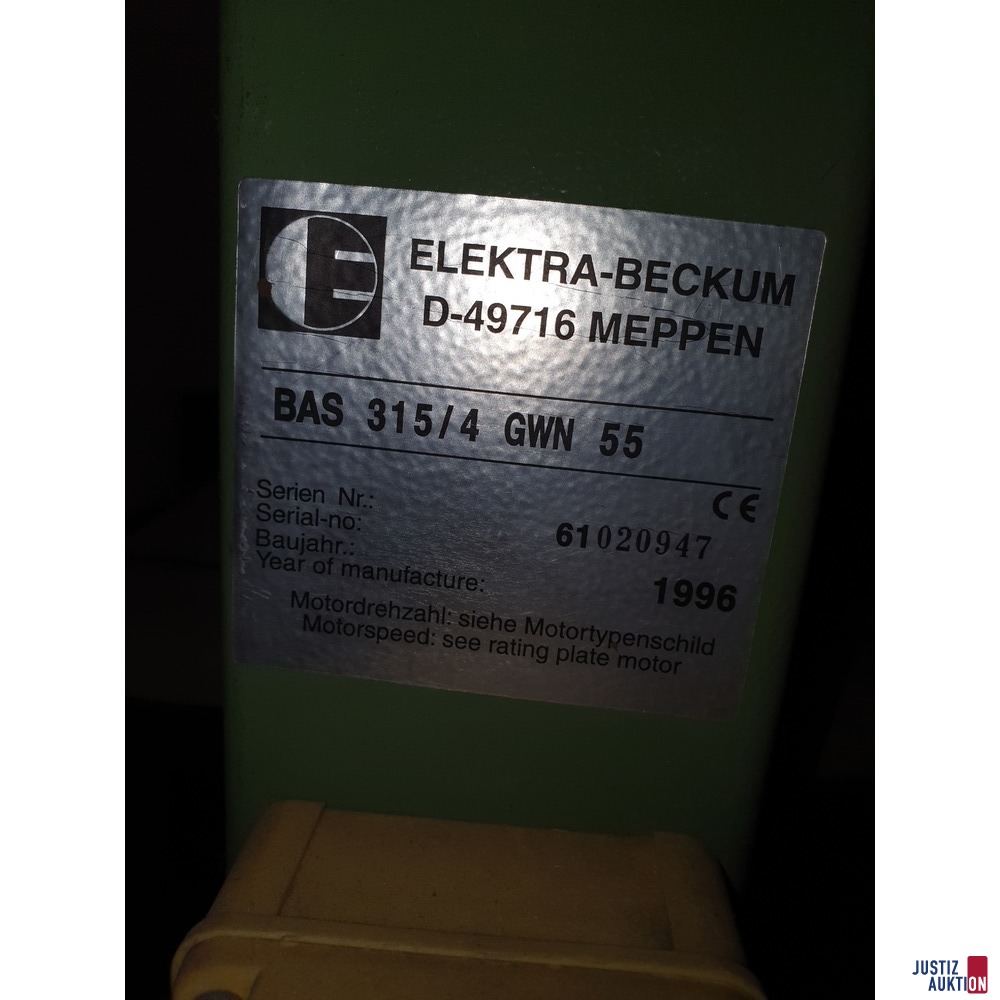 E
ELEKTRA-BECKUM
D-49716 MEPPEN
BAS 315/4 GWN 55
CE
Serien Nr.:
Serial-no: 61020947
Baujahr.:
Year of manufacture: 1996
Motordrehzahl: siehe Motortypenschild
Motorspeed: see rating plate motor
JUSTIZ
AUKTION